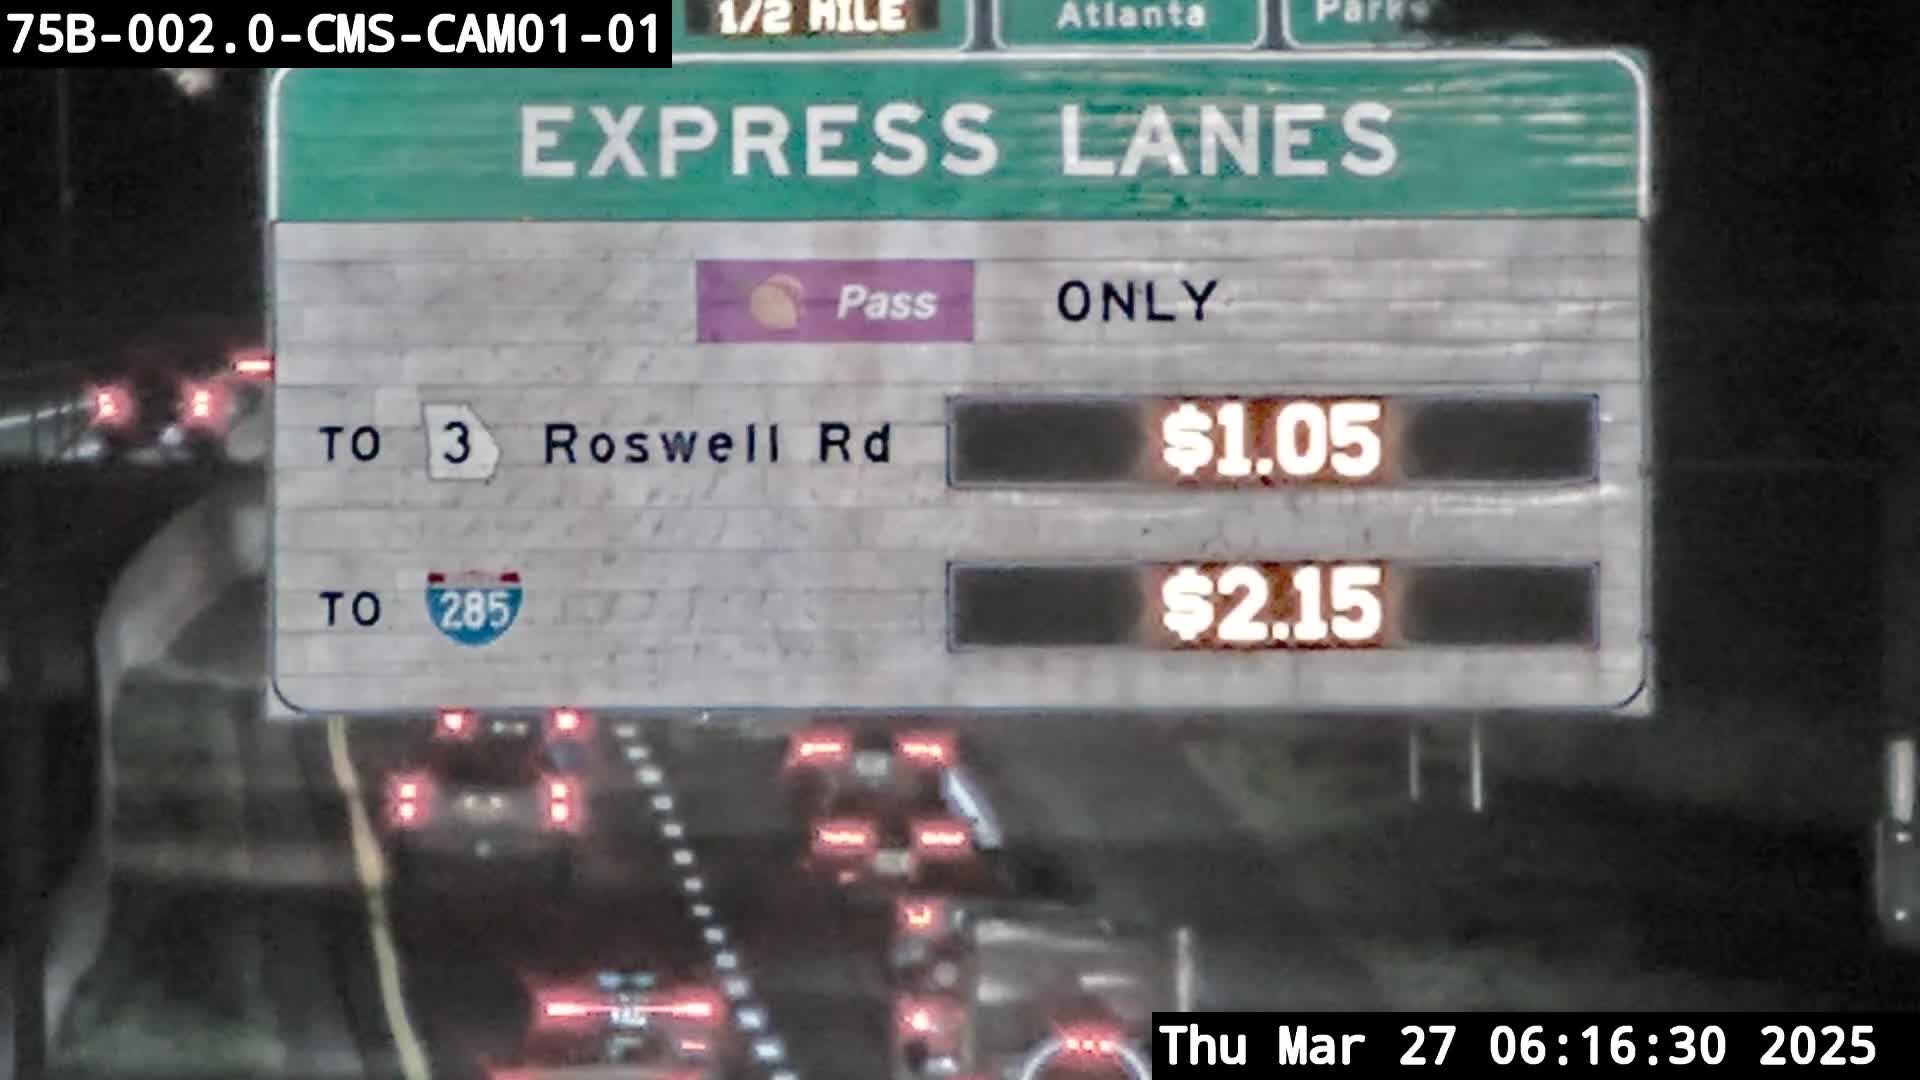 75B-002.0-CMS-CAM01-01
1/2 MILE
Atlanta
EXPRESS LANES
Pass ONLY
TO 3 Roswell Rd $1.05
TO 285 $2.15
Thu Mar 27 06:16:30 2025